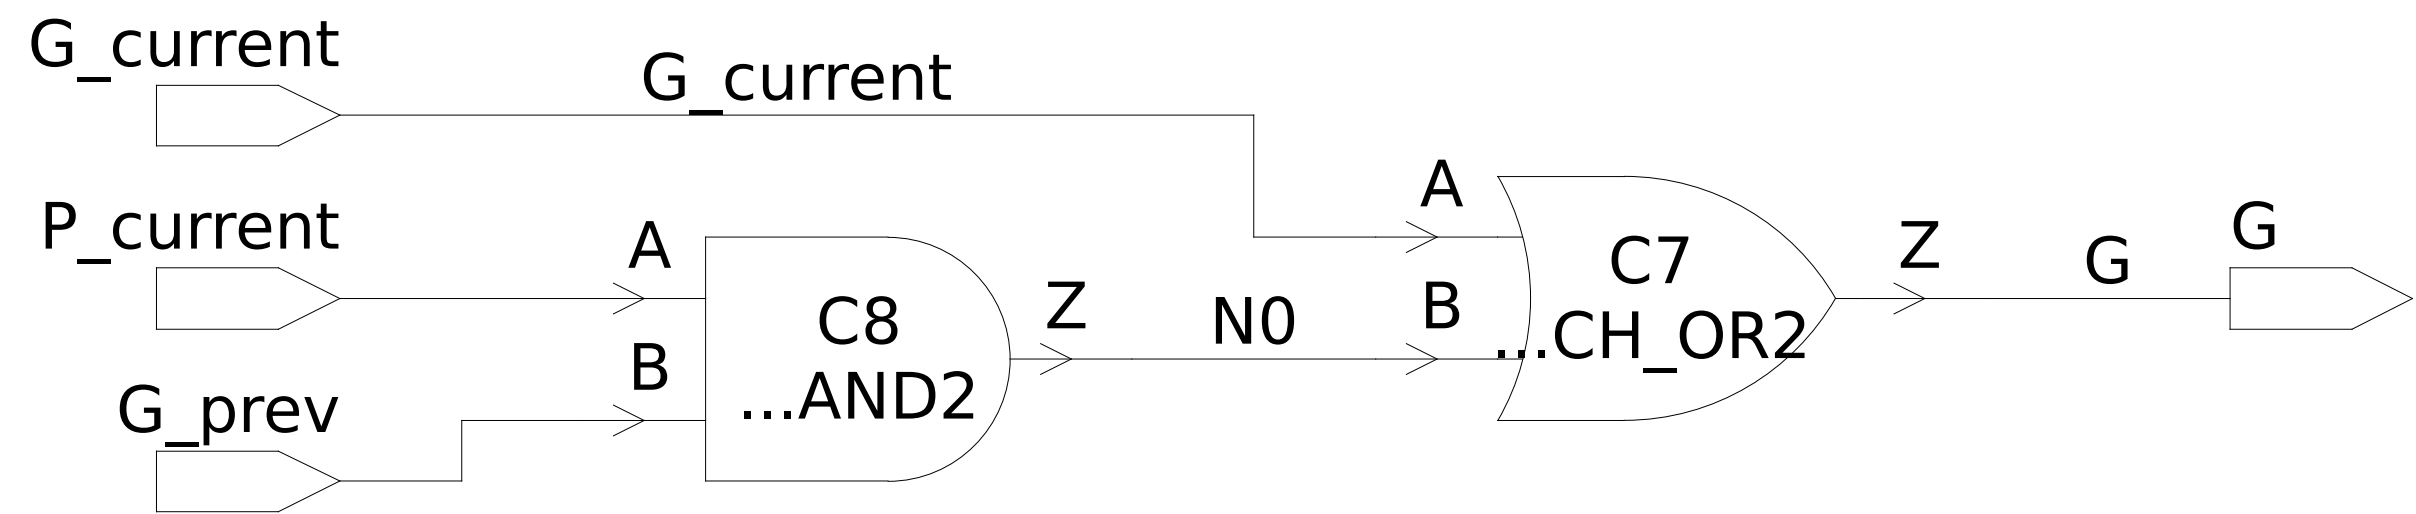 G_current
G_current
P_current
A
B
G_prev
C8
...AND2
Z
N0
A
B
C7
...CH_OR2
Z
G
G